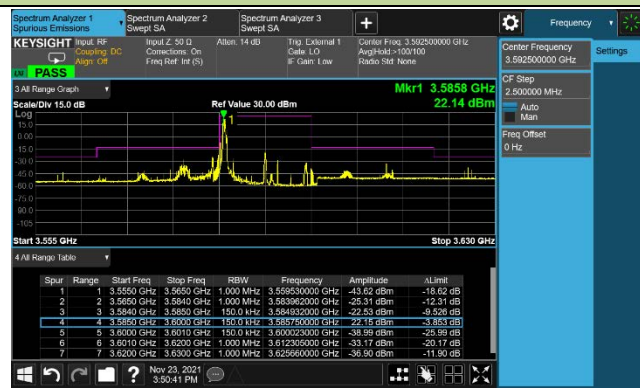 Spectrum Analyzer 1
Spurious Emissions
Spectrum Analyzer 2
Swept SA
Spectrum Analyzer 3
Swept SA
Frequency
KEYSIGHT
Input: RF
Coupling: DC
Align: Off
Input Z: 50 Ω
Corrections: On
Freq Ref: Int (S)
Atten: 14 dB
Trig: External 1
Gate: LO
IF Gain: Low
Center Freq: 3.592500000 GHz
Avg|Hold:>100/100
Radio Std: None
PASS
Center Frequency
3.592500000 GHz
Settings
CF Step
2.500000 MHz
Auto
Man
Freq Offset
0 Hz
3 All Range Graph
Mkr1 3.5858 GHz
Scale/Div 15.0 dB
Ref Value 30.00 dBm
22.14 dBm
Log
1
15.0
0.00
-15.0
-30.0
-45.0
-60.0
-75.0
-90.0
-105
Start 3.555 GHz
Stop 3.630 GHz
4 All Range Table
Spur Range Start Freq Stop Freq RBW Frequency Amplitude ΔLimit
1 1 3.5550 GHz 3.5650 GHz 1.000 MHz 3.559530000 GHz -43.62 dBm -18.62 dB
2 2 3.5650 GHz 3.5840 GHz 1.000 MHz 3.583962000 GHz -25.31 dBm -12.31 dB
3 3 3.5840 GHz 3.5850 GHz 150.0 kHz 3.584932000 GHz -22.53 dBm -9.526 dB
4 4 3.5850 GHz 3.6000 GHz 150.0 kHz 3.585750000 GHz 22.15 dBm -3.853 dB
5 5 3.6000 GHz 3.6010 GHz 150.0 kHz 3.600023000 GHz -38.99 dBm -25.99 dB
6 6 3.6010 GHz 3.6200 GHz 1.000 MHz 3.612305000 GHz -33.17 dBm -20.17 dB
7 7 3.6200 GHz 3.6300 GHz 1.000 MHz 3.625660000 GHz -36.90 dBm -11.90 dB
Nov 23, 2021
3:50:41 PM